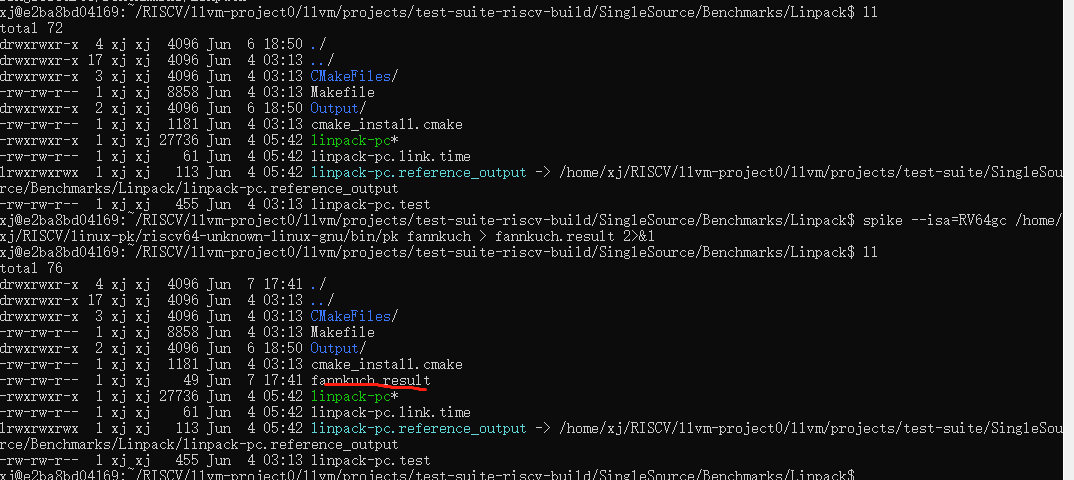 xj@e2ba8bd04169:~/RISCV/llvm-project0/llvm/projects/test-suite-riscv-build/SingleSource/Benchmarks/Linpack$ ll
total 72
drwxrwxr-x  4 xj xj  4096 Jun  6 18:50 ./
drwxrwxr-x 17 xj xj  4096 Jun  4 03:13 ../
drwxrwxr-x  3 xj xj  4096 Jun  4 03:13 CMakeFiles/
-rw-rw-r--  1 xj xj  8858 Jun  4 03:13 Makefile
drwxrwxr-x  2 xj xj  4096 Jun  6 18:50 Output/
-rw-rw-r--  1 xj xj  1181 Jun  4 03:13 cmake_install.cmake
-rwxrwxr-x  1 xj xj 27736 Jun  4 05:42 linpack-pc*
-rw-rw-r--  1 xj xj    61 Jun  4 05:42 linpack-pc.link.time
lrwxrwxrwx  1 xj xj   113 Jun  4 05:42 linpack-pc.reference_output -> /home/xj/RISCV/llvm-project0/llvm/projects/test-suite/SingleSou
rce/Benchmarks/Linpack/linpack-pc.reference_output
-rw-rw-r--  1 xj xj   455 Jun  4 03:13 linpack-pc.test
xj@e2ba8bd04169:~/RISCV/llvm-project0/llvm/projects/test-suite-riscv-build/SingleSource/Benchmarks/Linpack$ spike --isa=RV64gc /home/
xj/RISCV/linux-pk/riscv64-unknown-linux-gnu/bin/pk fannkuch > fannkuch.result 2>&1
xj@e2ba8bd04169:~/RISCV/llvm-project0/llvm/projects/test-suite-riscv-build/SingleSource/Benchmarks/Linpack$ ll
total 76
drwxrwxr-x  4 xj xj  4096 Jun  7 17:41 ./
drwxrwxr-x 17 xj xj  4096 Jun  4 03:13 ../
drwxrwxr-x  3 xj xj  4096 Jun  4 03:13 CMakeFiles/
-rw-rw-r--  1 xj xj  8858 Jun  4 03:13 Makefile
drwxrwxr-x  2 xj xj  4096 Jun  6 18:50 Output/
-rw-rw-r--  1 xj xj  1181 Jun  4 03:13 cmake_install.cmake
-rw-rw-r--  1 xj xj    49 Jun  7 17:41 fannkuch.result
-rwxrwxr-x  1 xj xj 27736 Jun  4 05:42 linpack-pc*
-rw-rw-r--  1 xj xj    61 Jun  4 05:42 linpack-pc.link.time
lrwxrwxrwx  1 xj xj   113 Jun  4 05:42 linpack-pc.reference_output -> /home/xj/RISCV/llvm-project0/llvm/projects/test-suite/SingleSou
rce/Benchmarks/Linpack/linpack-pc.reference_output
-rw-rw-r--  1 xj xj   455 Jun  4 03:13 linpack-pc.test
xj@e2ba8bd04169:~/RISCV/llvm-project0/llvm/projects/test-suite-riscv-build/SingleSource/Benchmarks/Linpack$